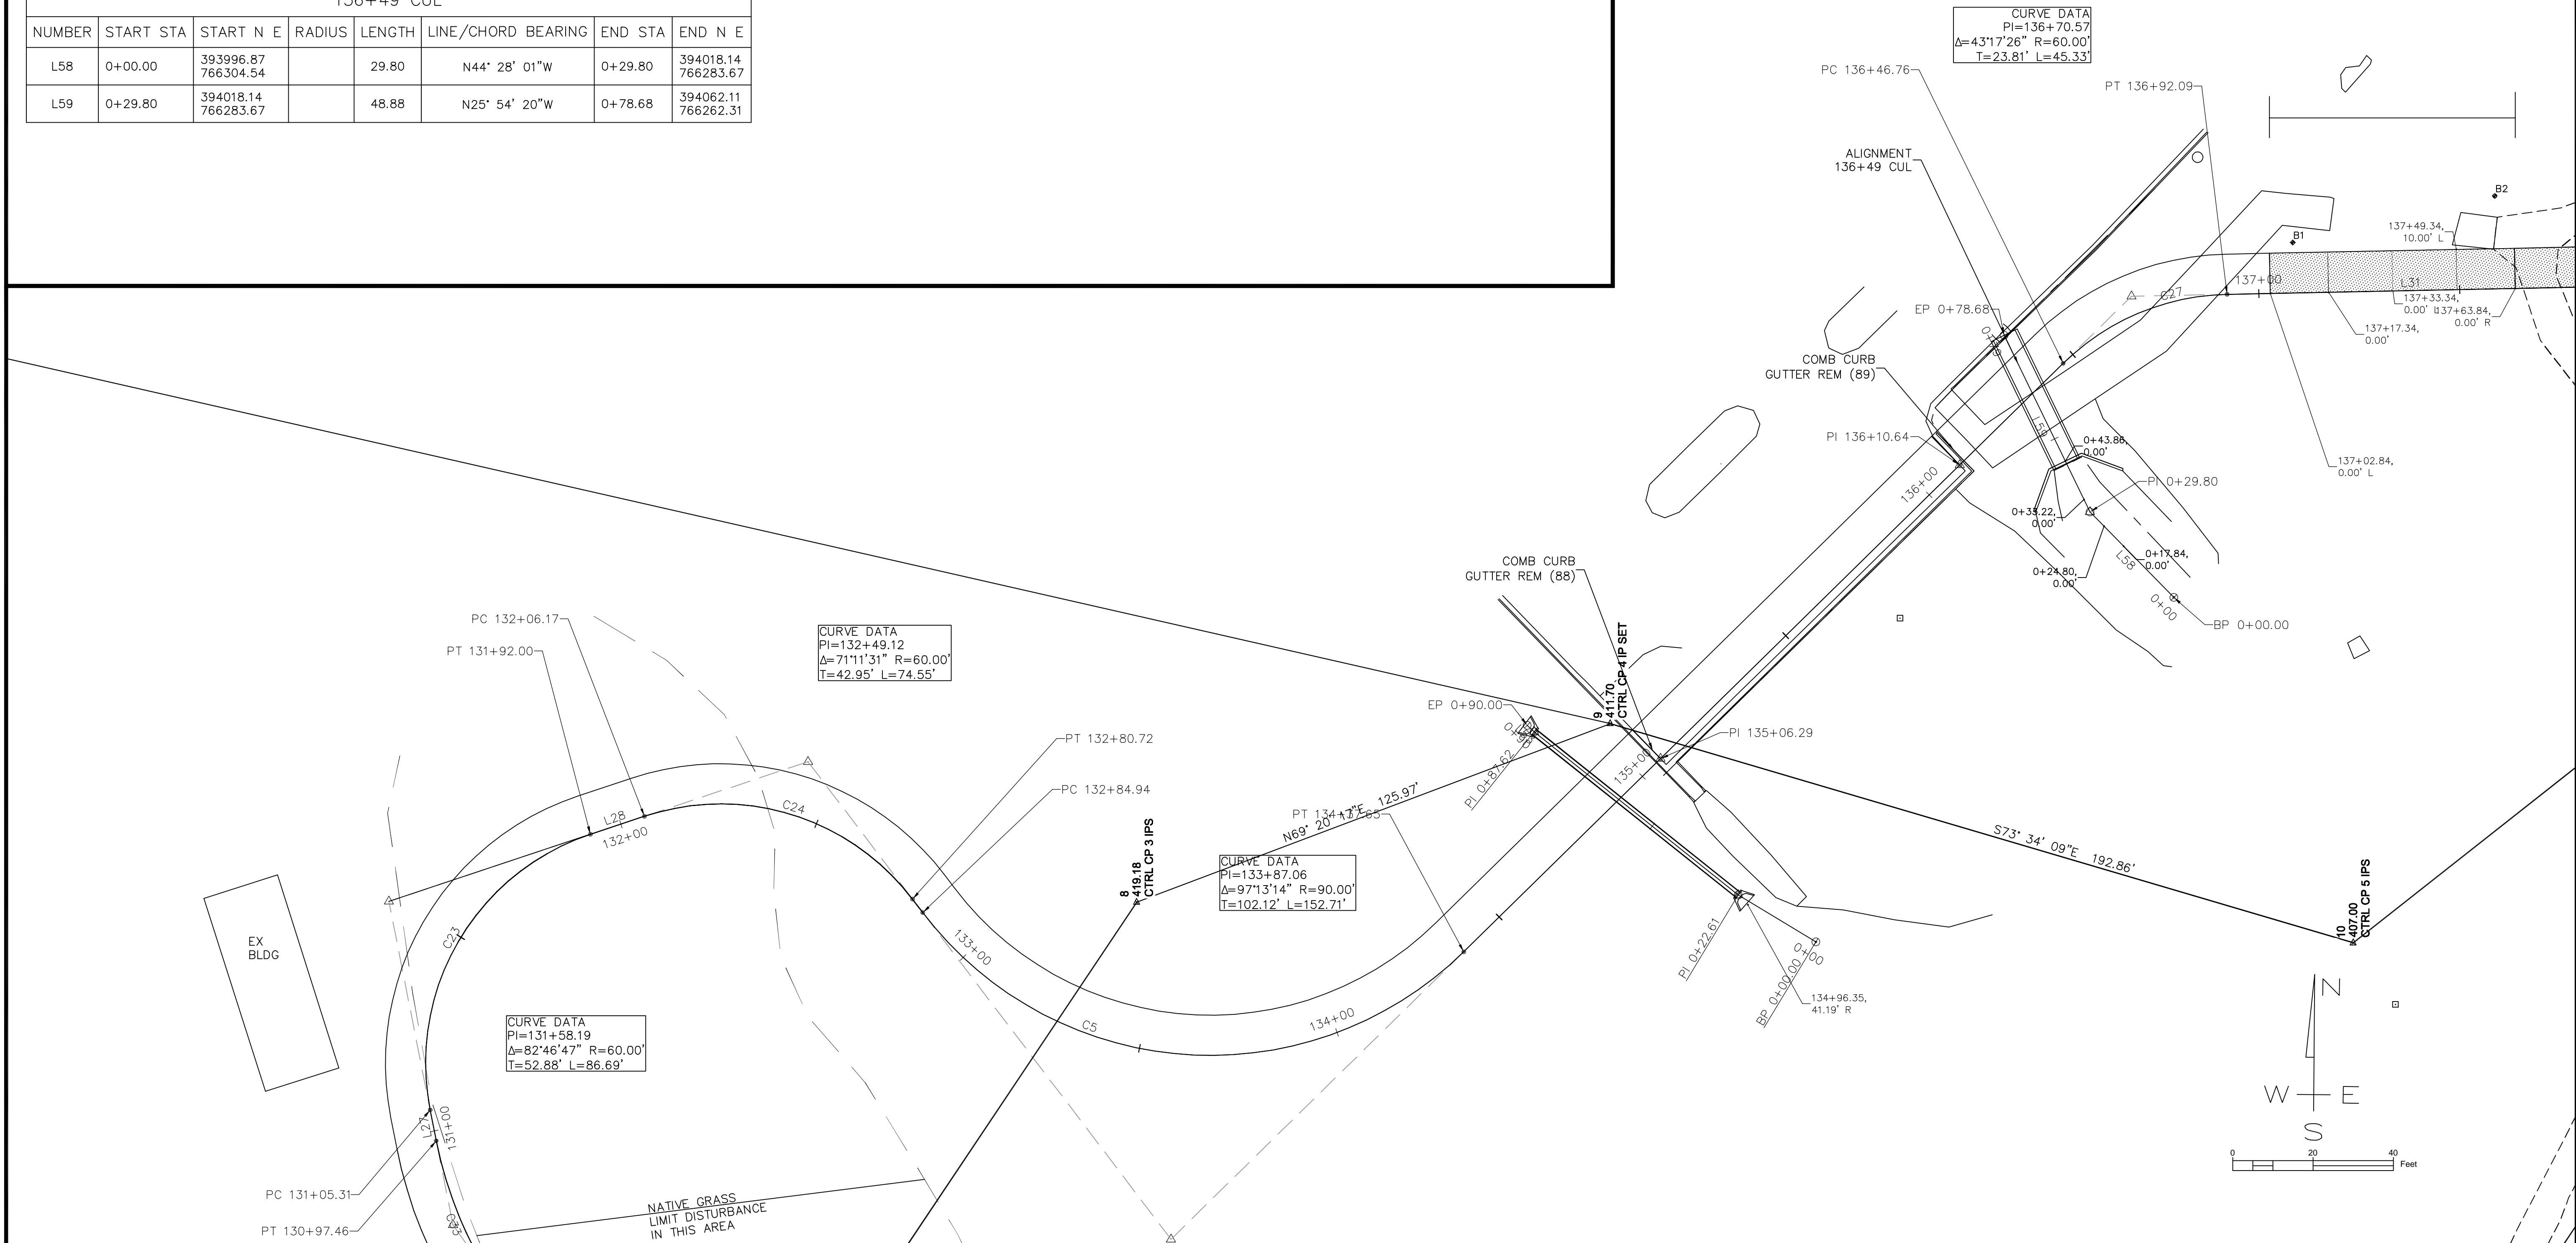 136+49 CUL
NUMBER START STA START N E RADIUS LENGTH LINE/CHORD BEARING END STA END N E
L58 0+00.00 393996.87 766304.54 29.80 N44° 28' 01"W 0+29.80 394018.14 766283.67
L59 0+29.80 394018.14 766283.67 48.88 N25° 54' 20"W 0+78.68 394062.11 766262.31
CURVE DATA
PI=136+70.57
Δ=43°17'26" R=60.00'
T=23.81' L=45.33'
PC 136+46.76
PT 136+92.09
ALIGNMENT
136+49 CUL
B2
B1
137+49.34,
10.00' L
137+00
L31
C27
137+33.34,
0.00' L
137+63.84,
0.00' R
137+17.34,
0.00'
137+02.84,
0.00' L
EP 0+78.68
COMB CURB
GUTTER REM (89)
PI 136+10.64
136+00
L59
0+43.86,
0.00'
PI 0+29.80
0+33.22,
0.00'
0+17.84,
0.00'
L58
0+24.80,
0.00'
0+00
BP 0+00.00
COMB CURB
GUTTER REM (88)
9
411.70
CTRL CP 4 IP SET
PC 132+06.17
PT 131+92.00
CURVE DATA
PI=132+49.12
Δ=71°11'31" R=60.00'
T=42.95' L=74.55'
EP 0+90.00
PI 0+87.62
PI 135+06.29
135+00
PT 132+80.72
PC 132+84.94
C24
L28
132+00
N69° 20' 17"E 125.97'
PT 134+37.65
8
419.18
CTRL CP 3 IPS
CURVE DATA
PI=133+87.06
Δ=97°13'14" R=90.00'
T=102.12' L=152.71'
S73° 34' 09"E 192.86'
10
407.00
CTRL CP 5 IPS
C23
EX
BLDG
133+00
PI 0+22.61
0+00
BP 0+00.00
134+96.35,
41.19' R
134+00
C5
CURVE DATA
PI=131+58.19
Δ=82°46'47" R=60.00'
T=52.88' L=86.69'
L27
131+00
N
W E
S
0 20 40
Feet
PC 131+05.31
PT 130+97.46
C33
NATIVE GRASS
LIMIT DISTURBANCE
IN THIS AREA